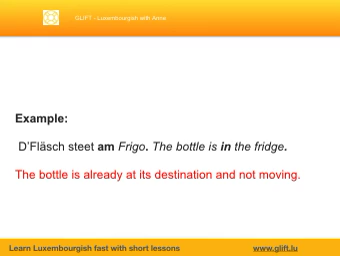 GLIFT - Luxembourgish with Anne
Example:
D'Fläsch steet am Frigo. The bottle is in the fridge.
The bottle is already at its destination and not moving.
Learn Luxembourgish fast with short lessons www.glift.lu